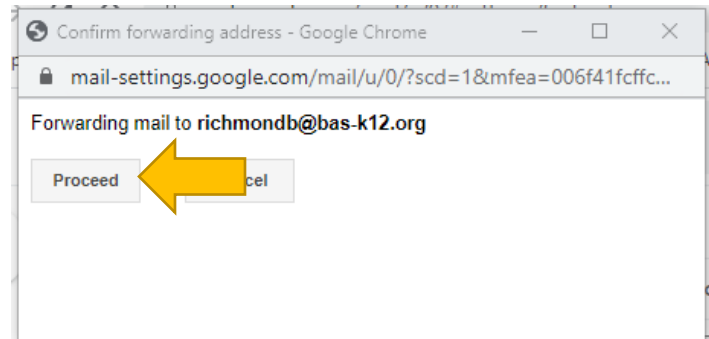 Confirm forwarding address - Google Chrome
mail-settings.google.com/mail/u/0/?scd=1&mfea=006f41fcffc...
Forwarding mail to richmondb@bas-k12.org
Proceed
cel